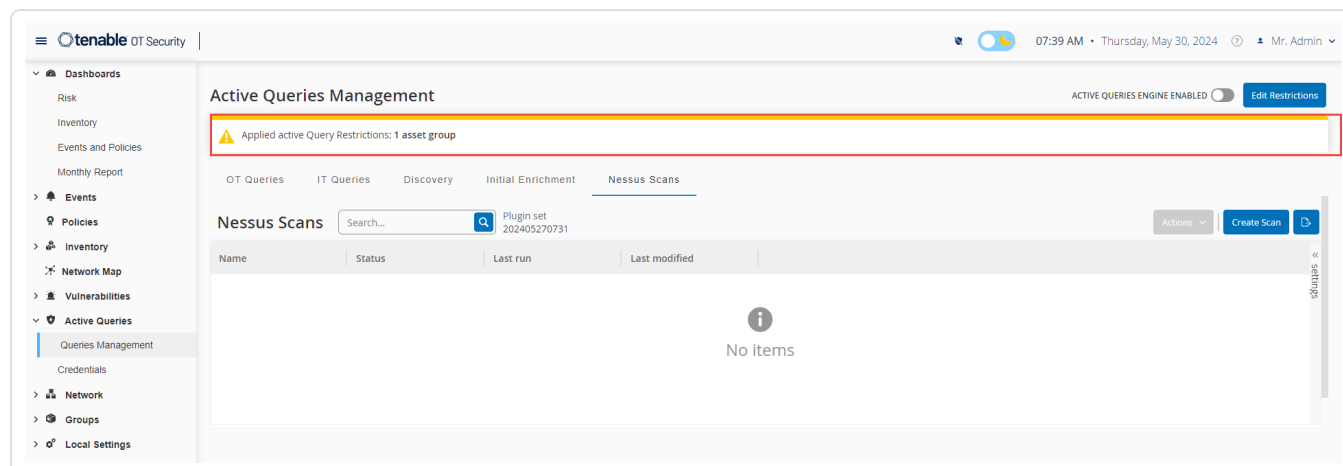 tenable OT Security
07:39 AM • Thursday, May 30, 2024 Mr. Admin
Dashboards
Risk
Inventory
Events and Policies
Monthly Report
Events
Policies
Inventory
Network Map
Vulnerabilities
Active Queries
Queries Management
Credentials
Network
Groups
Local Settings
Active Queries Management
ACTIVE QUERIES ENGINE ENABLED
Edit Restrictions
Applied active Query Restrictions: 1 asset group
OT Queries IT Queries Discovery Initial Enrichment Nessus Scans
Nessus Scans
Search...
Plugin set
202405270731
Actions
Create Scan
Name Status Last run Last modified
settings
No items